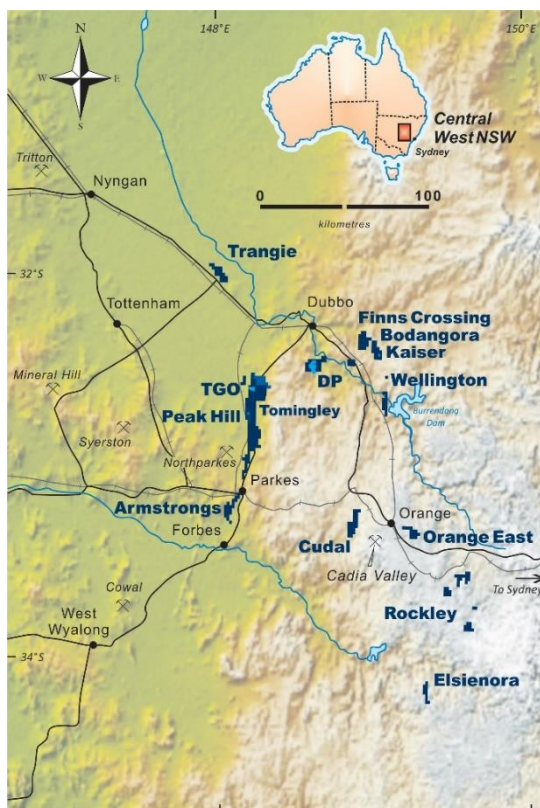 148°E
150°E
N
W
E
S
Central
West NSW
Sydney
0
100
kilometres
Tritton
Nyngan
Trangie
32°S
Tottenham
Dubbo
Finns Crossing
Bodangora
Kaiser
Mineral Hill
TGO
DP
Wellington
Peak Hill
Tomingley
Burrendong
Dam
Syerston
Northparkes
Parkes
Armstrongs
Orange
Forbes
Cudal
Orange East
Cadia Valley
To Sydney
Cowal
Rockley
West
Wyalong
34°S
Elsienora